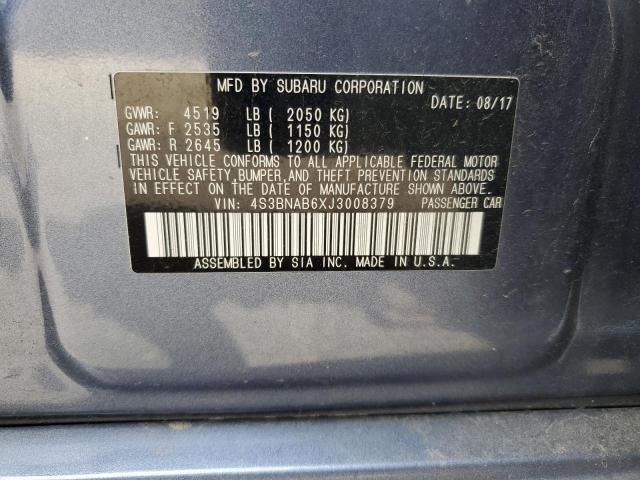 MFD BY SUBARU CORPORATION
DATE: 08/17
GVWR: 4519 LB ( 2050 KG)
GAWR: F 2535 LB ( 1150 KG)
GAWR: R 2645 LB ( 1200 KG)
THIS VEHICLE CONFORMS TO ALL APPLICABLE FEDERAL MOTOR
VEHICLE SAFETY, BUMPER, AND THEFT PREVENTION STANDARDS
IN EFFECT ON THE DATE OF MANUFACTURE SHOWN ABOVE.
VIN: 4S3BNAB6XJ3008379 PASSENGER CAR
ASSEMBLED BY SIA INC. MADE IN U.S.A.